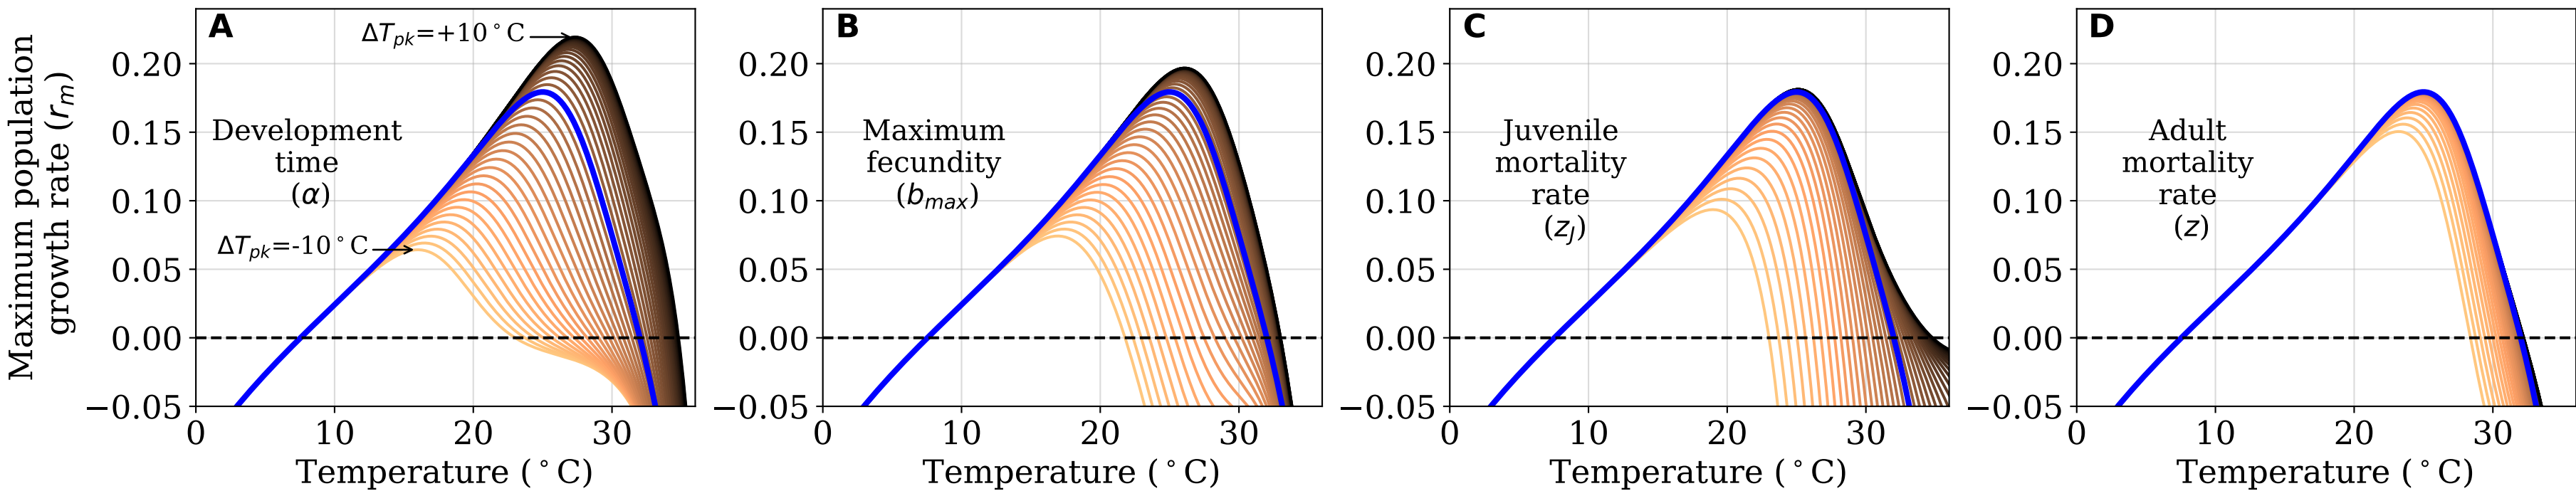 Maximum population
growth rate (r_m)
A
ΔT_pk=+10°C
Development
time
(α)
ΔT_pk=-10°C
0.20
0.15
0.10
0.05
0.00
−0.05
0 10 20 30
Temperature (°C)
B
Maximum
fecundity
(b_max)
0.20
0.15
0.10
0.05
0.00
−0.05
0 10 20 30
Temperature (°C)
C
Juvenile
mortality
rate
(z_J)
0.20
0.15
0.10
0.05
0.00
−0.05
0 10 20 30
Temperature (°C)
D
Adult
mortality
rate
(z)
0.20
0.15
0.10
0.05
0.00
−0.05
0 10 20 30
Temperature (°C)